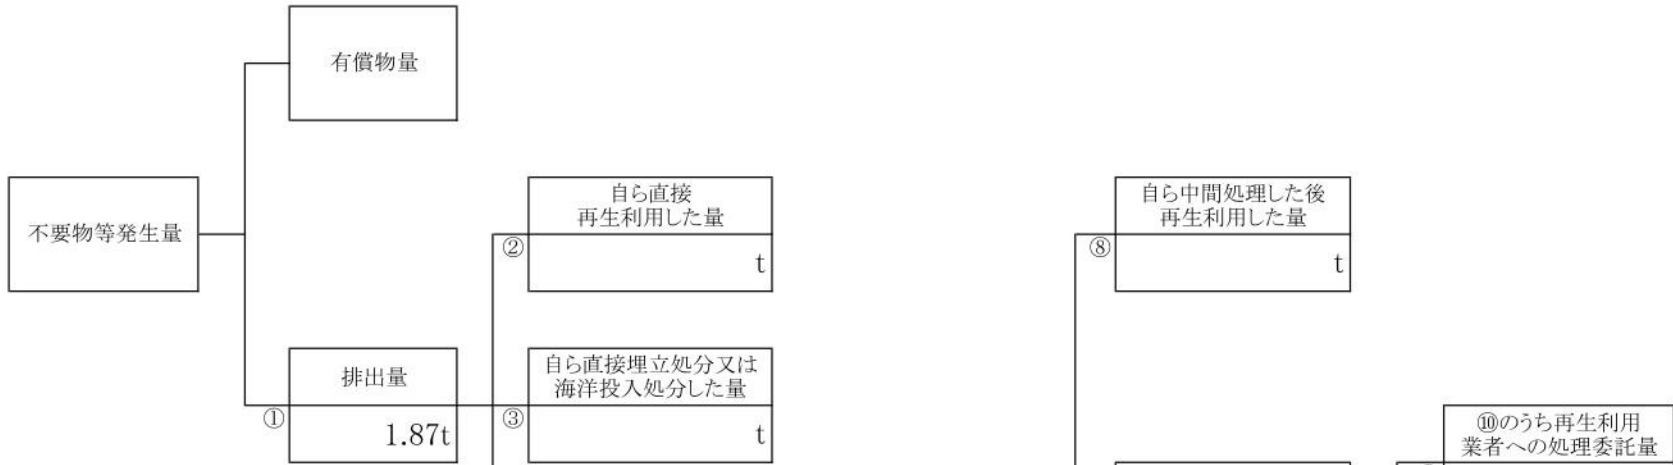 有償物量
不要物等発生量
自ら直接
再生利用した量
②
t
自ら中間処理した後
再生利用した量
⑧
t
排出量
①
1.87t
自ら直接埋立処分又は
海洋投入処分した量
③
t
⑩のうち再生利用
業者への処理委託量